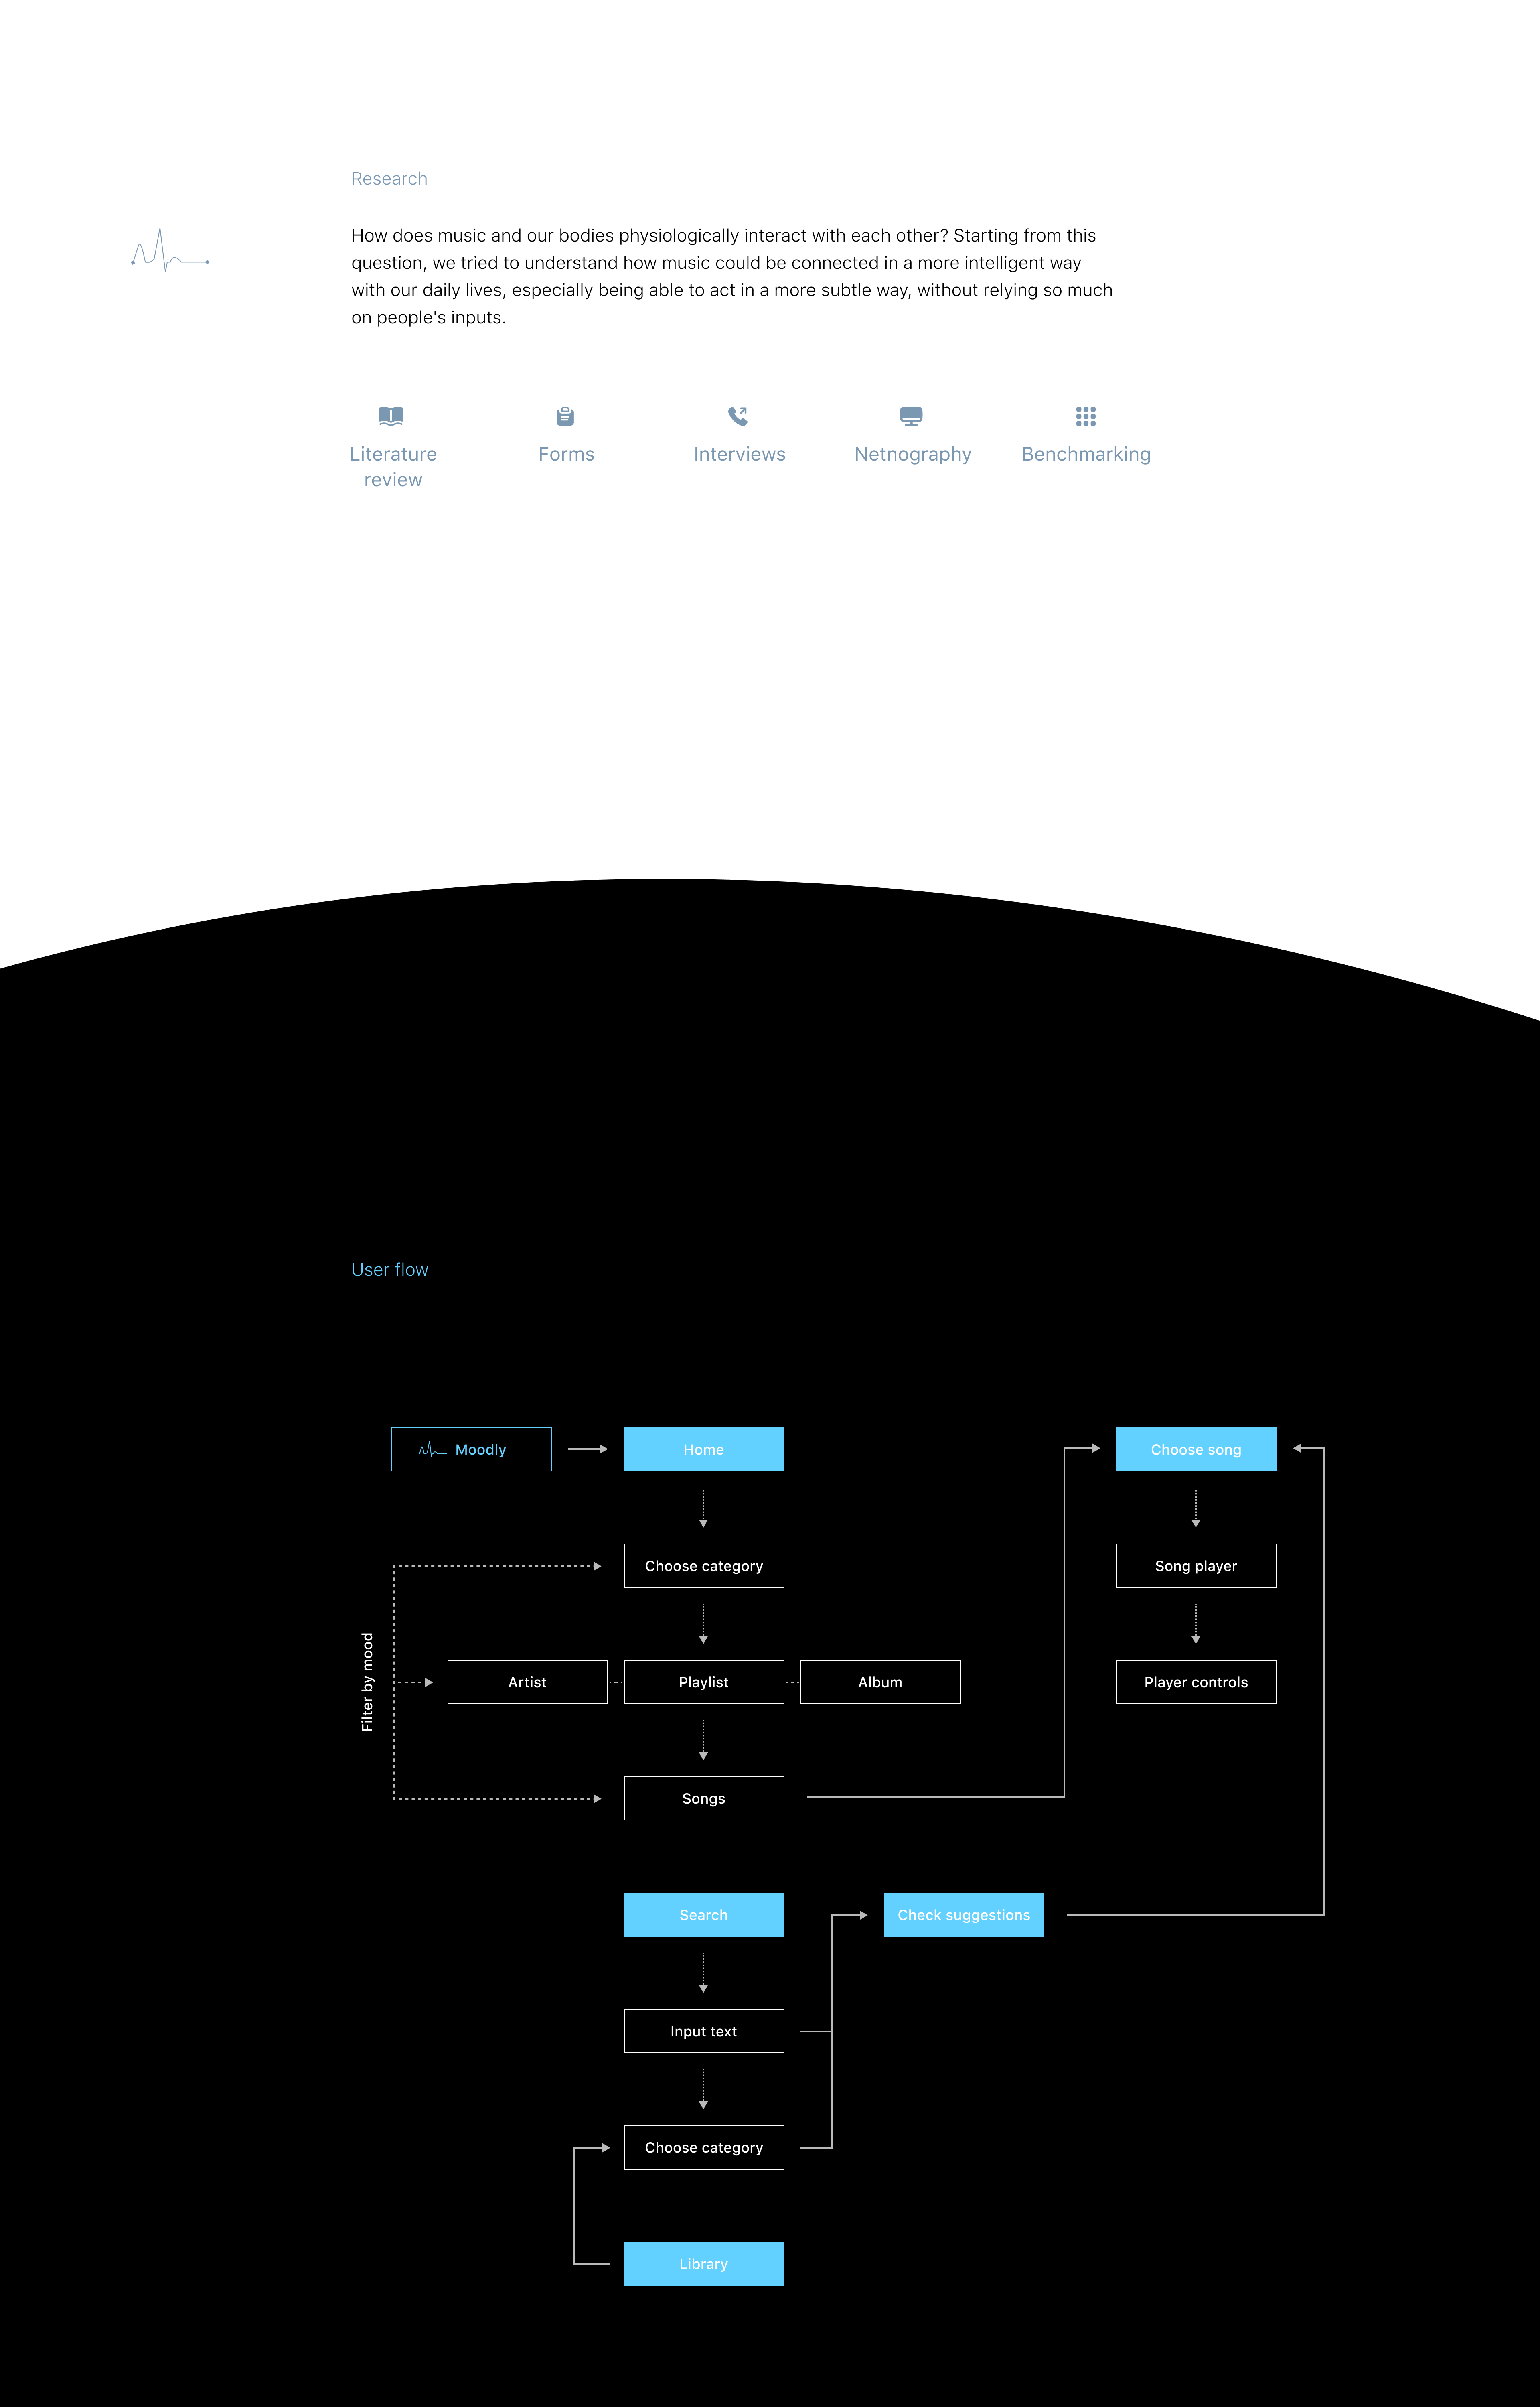 Research
How does music and our bodies physiologically interact with each other? Starting from this
question, we tried to understand how music could be connected in a more intelligent way
with our daily lives, especially being able to act in a more subtle way, without relying so much
on people's inputs.
Literature
review
Forms
Interviews
Netnography
Benchmarking
User flow
Moodly
Home
Choose category
Filter by mood
Artist
Playlist
Album
Songs
Choose song
Song player
Player controls
Search
Check suggestions
Input text
Choose category
Library